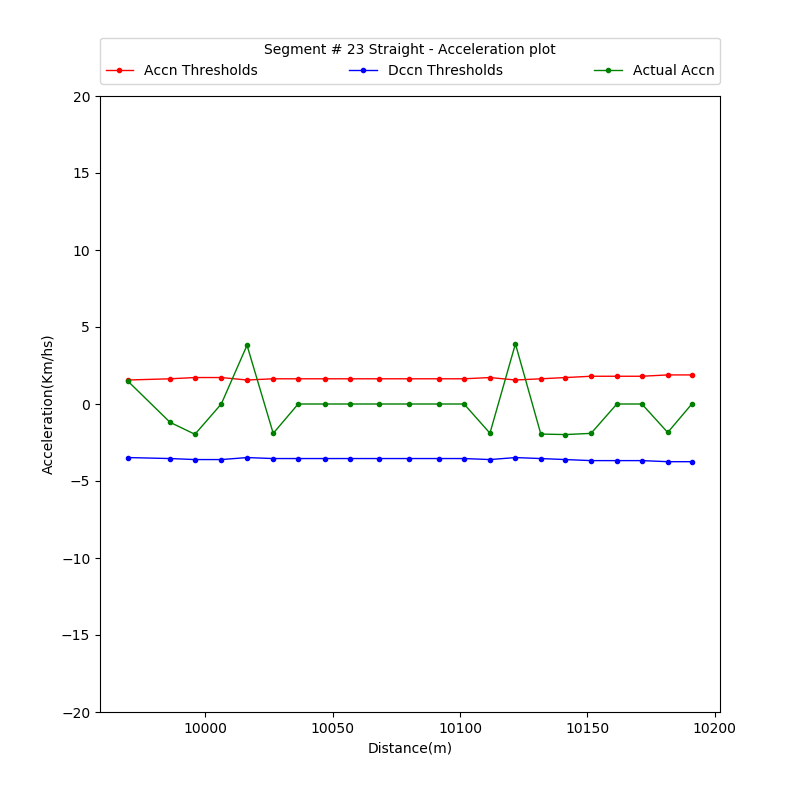 Segment # 23 Straight - Acceleration plot
Accn Thresholds Dccn Thresholds Actual Accn
20
15
10
5
0
−5
−10
−15
−20
Acceleration(Km/hs)
10000 10050 10100 10150 10200
Distance(m)